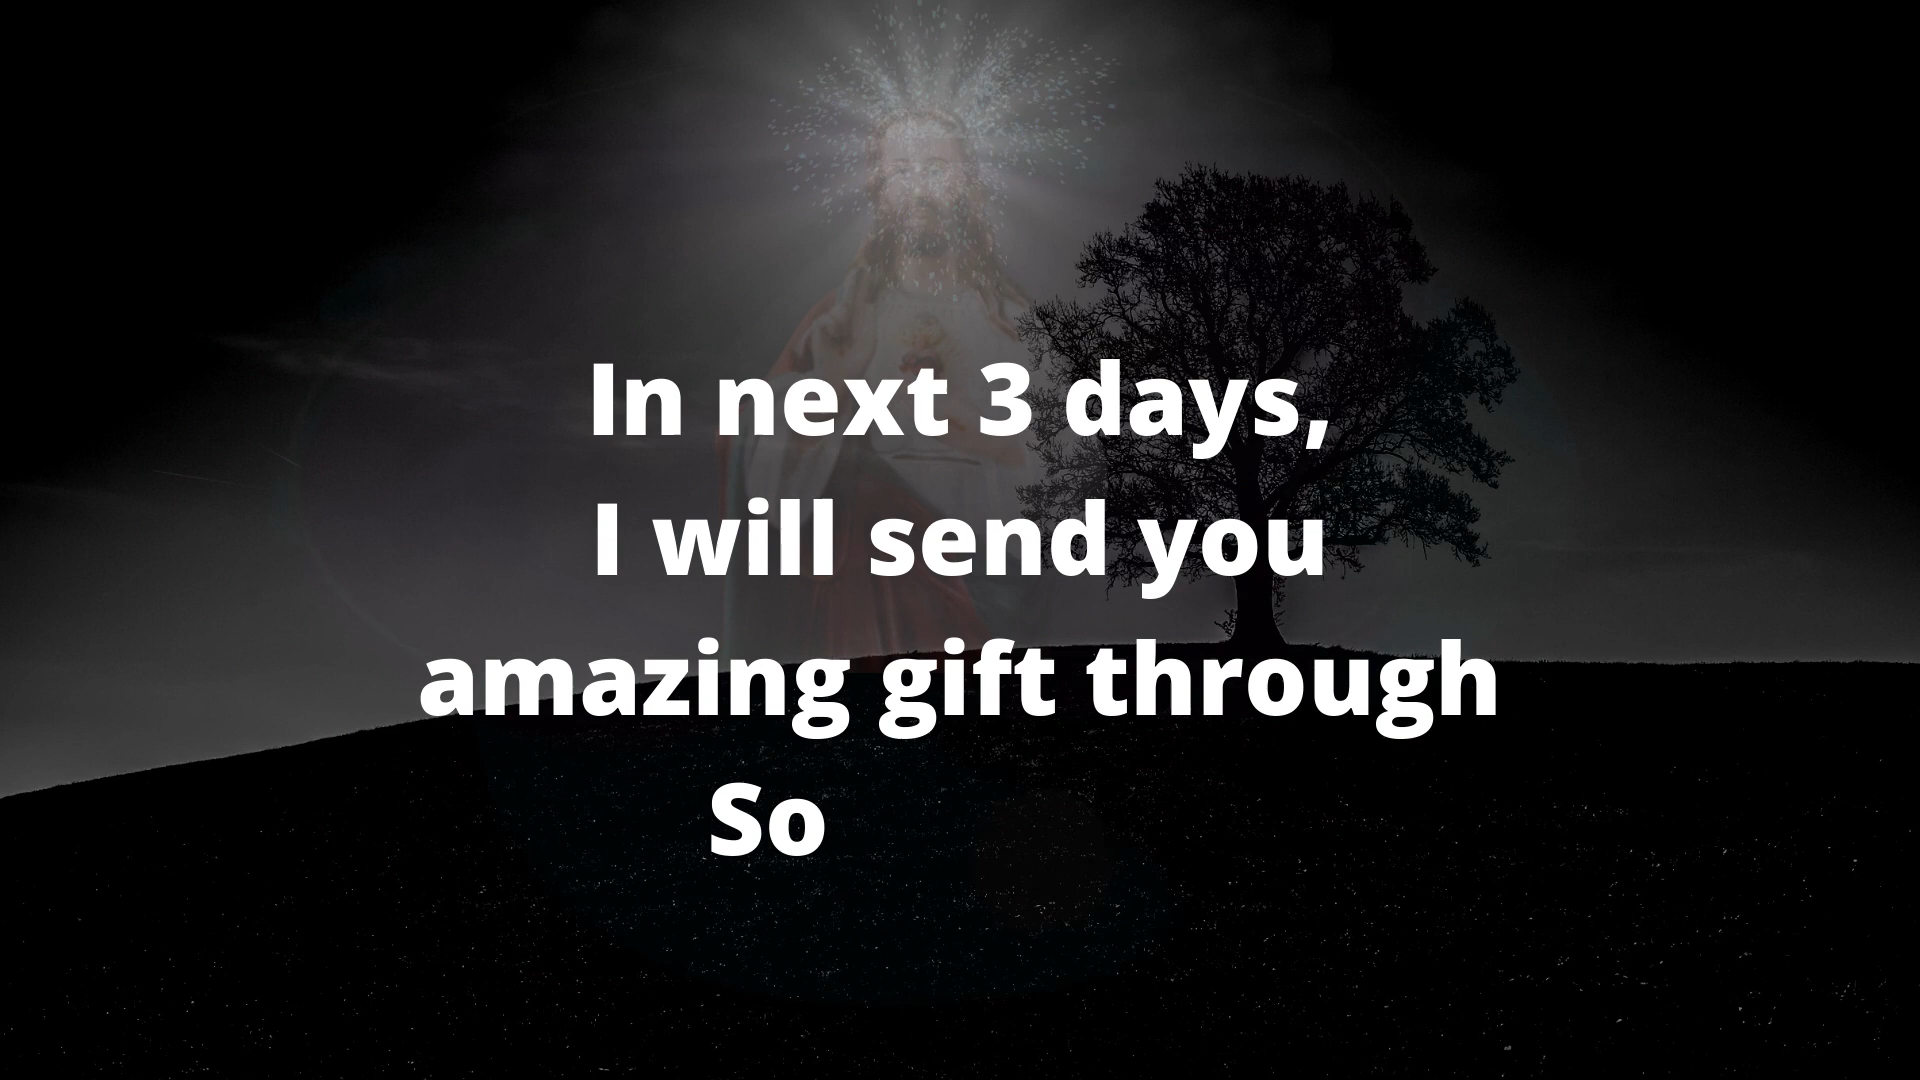 In next 3 days,
I will send you
amazing gift through
So